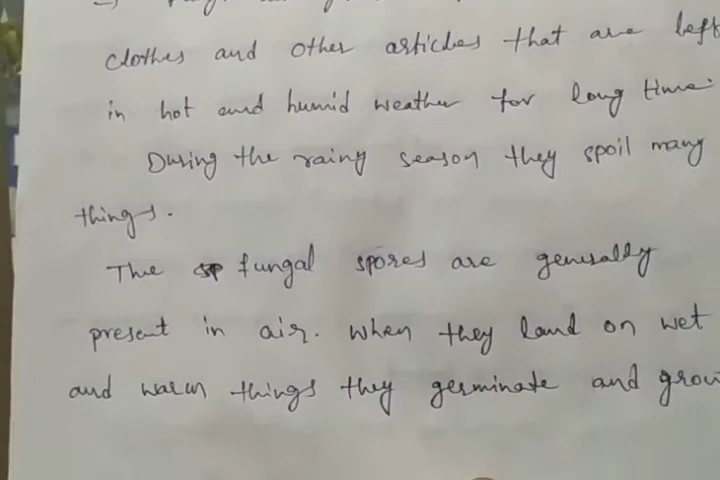 clothes and other articles that are left
in hot and humid weather for long time.
During the rainy season they spoil many
things.
The sp fungal spores are generally
present in air. When they land on wet
and warm things they germinate and grow